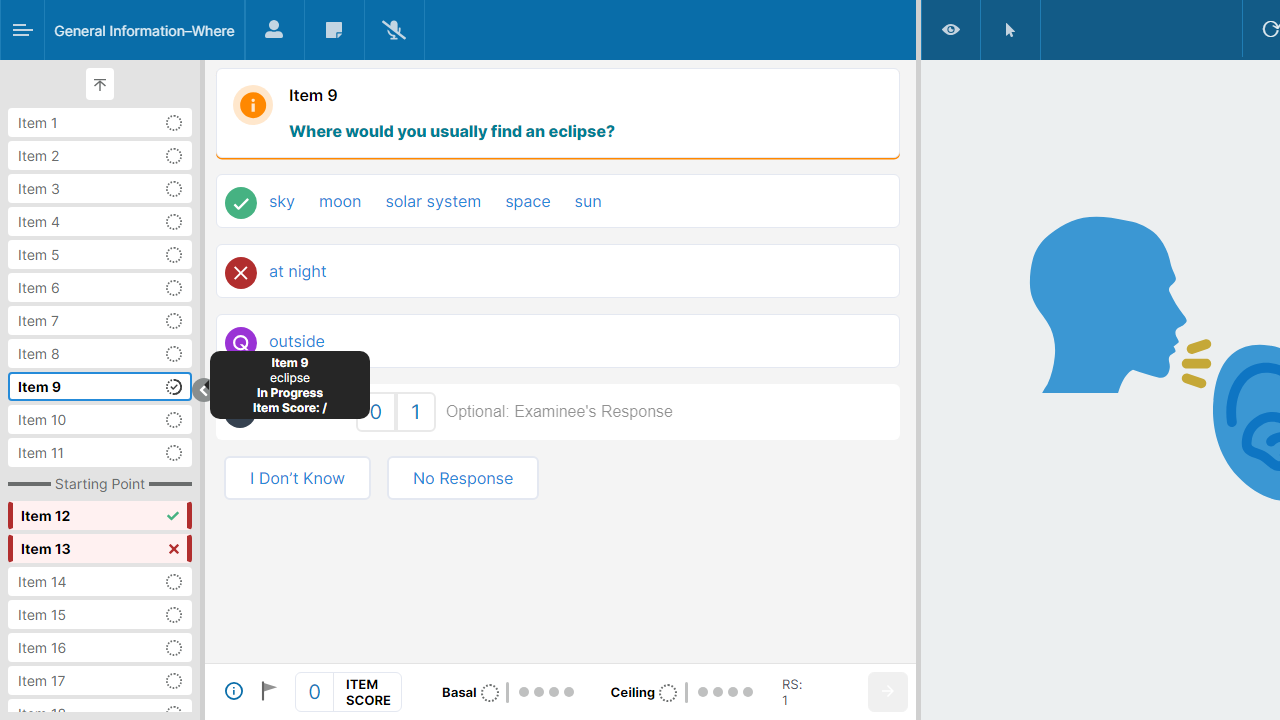 General Information–Where
Item 1
Item 2
Item 3
Item 4
Item 5
Item 6
Item 7
Item 8
Item 9
Item 10
Item 11
Starting Point
Item 12
Item 13
Item 14
Item 15
Item 16
Item 17
Item 18
Item 9
Where would you usually find an eclipse?
sky moon solar system space sun
at night
Q outside
Item 9
eclipse
In Progress
Item Score: /
0 1 Optional: Examinee's Response
I Don’t Know No Response
0 ITEM SCORE
Basal
Ceiling
RS:
1